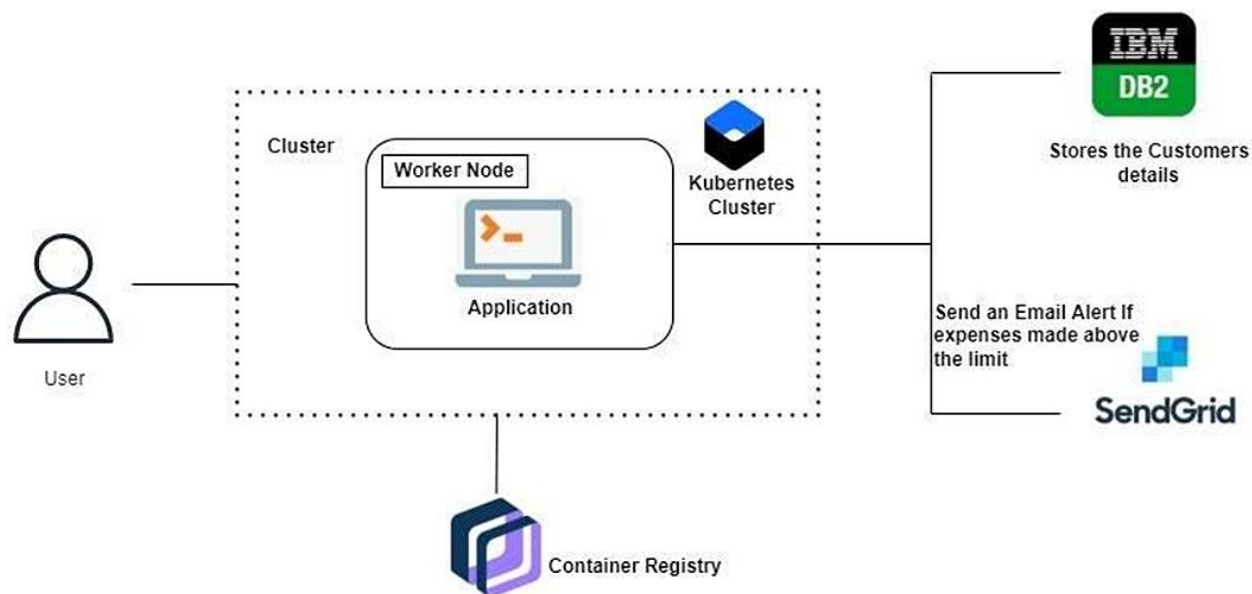 IBM
DB2
Stores the Customers
details
Cluster
Worker Node
Kubernetes
Cluster
Application
User
Send an Email Alert If
expenses made above
the limit
SendGrid
Container Registry